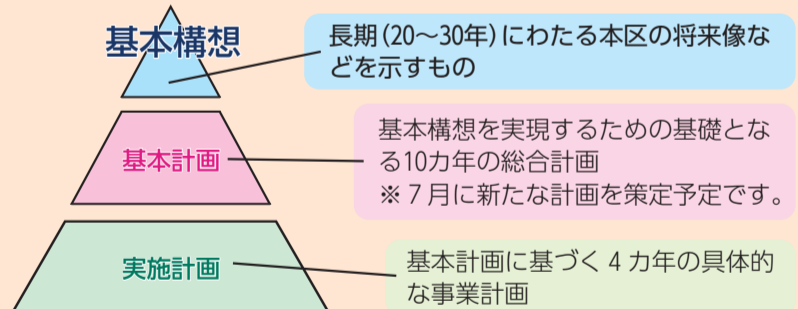 基本構想
長期(20～30年)にわたる本区の将来像な
どを示すもの
基本計画
基本構想を実現するための基礎とな
る10カ年の総合計画
※７月に新たな計画を策定予定です。
実施計画
基本計画に基づく４カ年の具体的
な事業計画